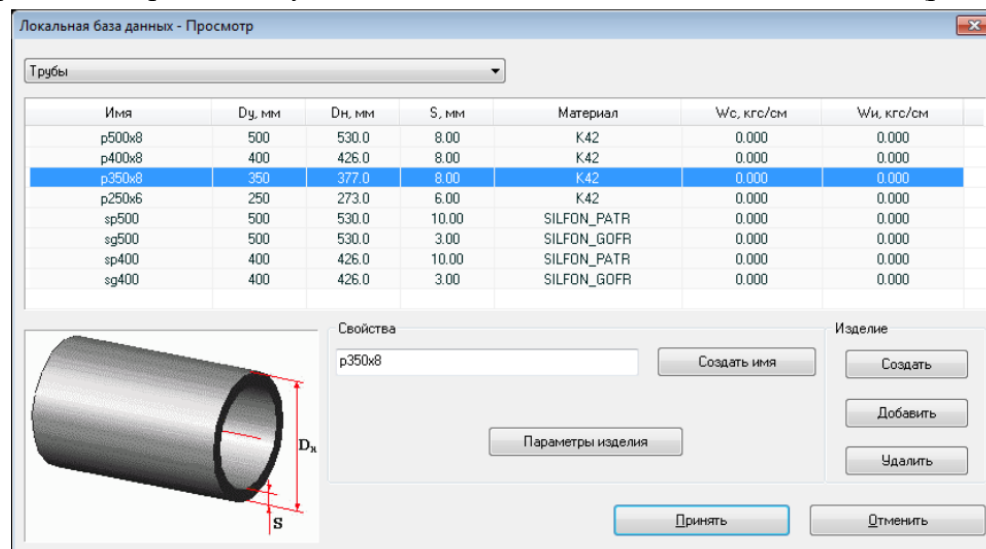 Локальная база данных - Просмотр
Трубы
Имя Dу, мм Dн, мм S, мм Материал Wс, кгс/см Wи, кгс/см
p500x8 500 530.0 8.00 K42 0.000 0.000
p400x8 400 426.0 8.00 K42 0.000 0.000
p350x8 350 377.0 8.00 K42 0.000 0.000
p250x6 250 273.0 6.00 K42 0.000 0.000
sp500 500 530.0 10.00 SILFON_PATR 0.000 0.000
sg500 500 530.0 3.00 SILFON_GOFR 0.000 0.000
sp400 400 426.0 10.00 SILFON_PATR 0.000 0.000
sg400 400 426.0 3.00 SILFON_GOFR 0.000 0.000
Свойства Изделие
p350x8 Создать имя Создать
Добавить
Dн Параметры изделия
Удалить
S Принять Отменить